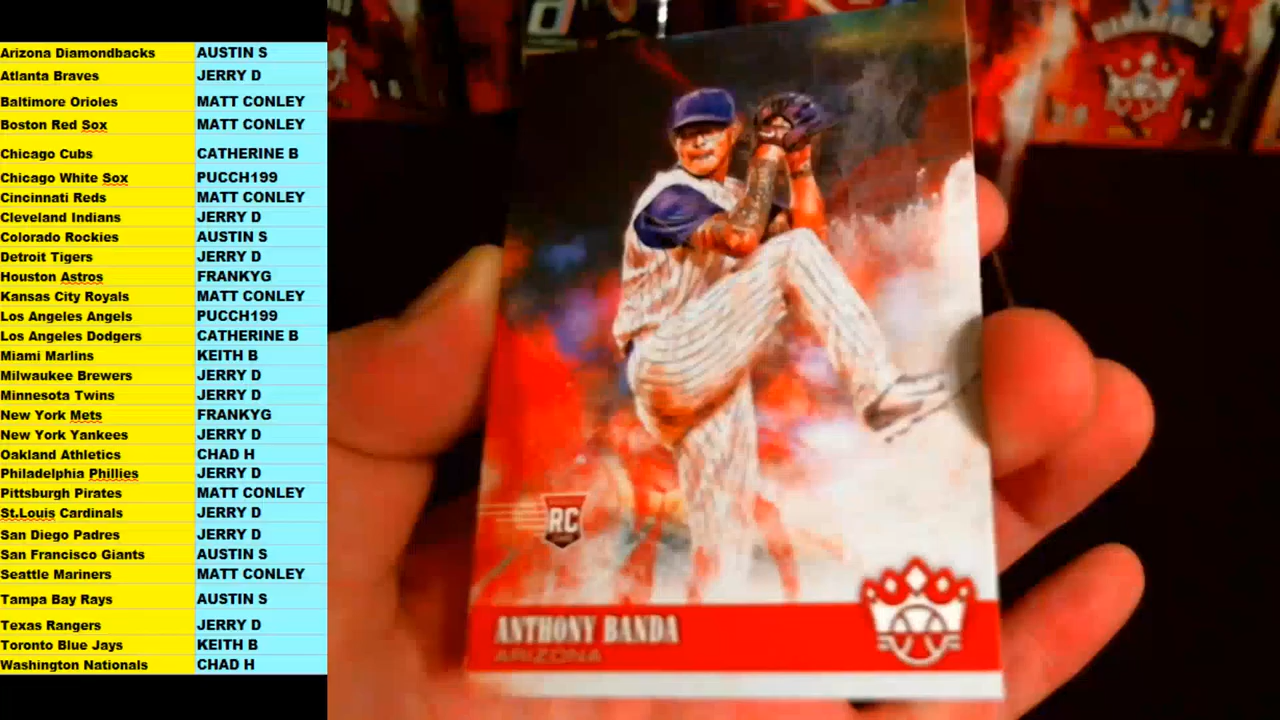 Arizona Diamondbacks AUSTIN S
Atlanta Braves JERRY D
Baltimore Orioles MATT CONLEY
Boston Red Sox MATT CONLEY
Chicago Cubs CATHERINE B
Chicago White Sox PUCCH199
Cincinnati Reds MATT CONLEY
Cleveland Indians JERRY D
Colorado Rockies AUSTIN S
Detroit Tigers JERRY D
Houston Astros FRANKYG
Kansas City Royals MATT CONLEY
Los Angeles Angels PUCCH199
Los Angeles Dodgers CATHERINE B
Miami Marlins KEITH B
Milwaukee Brewers JERRY D
Minnesota Twins JERRY D
New York Mets FRANKYG
New York Yankees JERRY D
Oakland Athletics CHAD H
Philadelphia Phillies JERRY D
Pittsburgh Pirates MATT CONLEY
St.Louis Cardinals JERRY D
San Diego Padres JERRY D
San Francisco Giants AUSTIN S
Seattle Mariners MATT CONLEY
Tampa Bay Rays AUSTIN S
Texas Rangers JERRY D
Toronto Blue Jays KEITH B
Washington Nationals CHAD H
RC
ANTHONY BANDA
ARIZONA